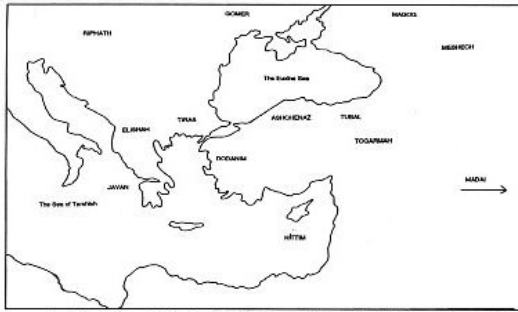 GOMER
MAGOG
RIPHATH
MESHECH
The Euxine Sea
TIRAS
ASHCHENAZ
TUBAL
ELISHAH
TOGARMAH
DODANIM
MADAI
JAVAN
The Sea of Tarshish
KITTIM